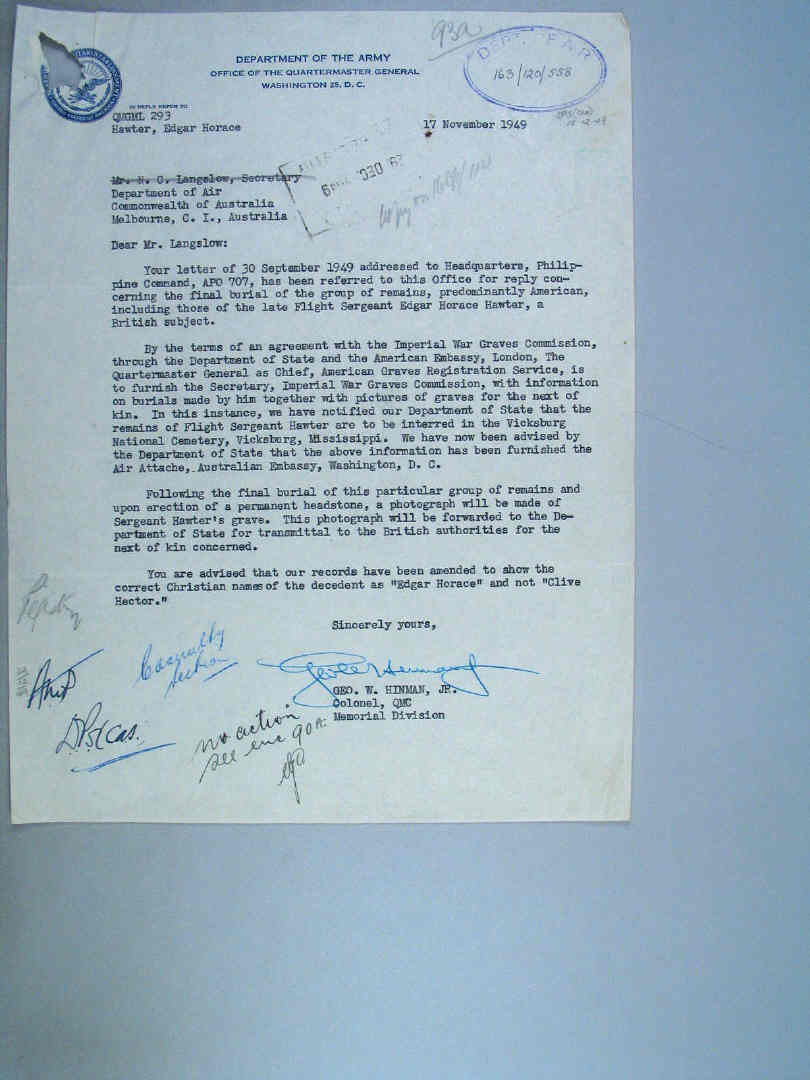 93a
DEPT. OF AIR
163/120/558
DEPARTMENT OF THE ARMY
OFFICE OF THE QUARTERMASTER GENERAL
WASHINGTON 25, D. C.
IN REPLY REFER TO
QMGML 293
Hawter, Edgar Horace
17 November 1949
Mr. H. C. Langslow, Secretary
Department of Air
Commonwealth of Australia
Melbourne, C. I., Australia
Dear Mr. Langslow:
Your letter of 30 September 1949 addressed to Headquarters, Philip-
pine Command, APO 707, has been referred to this Office for reply con-
cerning the final burial of the group of remains, predominantly American,
including those of the late Flight Sergeant Edgar Horace Hawter, a
British subject.
By the terms of an agreement with the Imperial War Graves Commission,
through the Department of State and the American Embassy, London, The
Quartermaster General as Chief, American Graves Registration Service, is
to furnish the Secretary, Imperial War Graves Commission, with information
on burials made by him together with pictures of graves for the next of
kin. In this instance, we have notified our Department of State that the
remains of Flight Sergeant Hawter are to be interred in the Vicksburg
National Cemetery, Vicksburg, Mississippi. We have now been advised by
the Department of State that the above information has been furnished the
Air Attache, Australian Embassy, Washington, D. C.
Following the final burial of this particular group of remains and
upon erection of a permanent headstone, a photograph will be made of
Sergeant Hawter's grave. This photograph will be forwarded to the De-
partment of State for transmittal to the British authorities for the
next of kin concerned.
You are advised that our records have been amended to show the
correct Christian names of the decedent as "Edgar Horace" and not "Clive
Hector."
Sincerely yours,
Casualty
section
GEO. W. HINMAN, JR.
Colonel, QMC
Memorial Division
no action
see enc 90A.